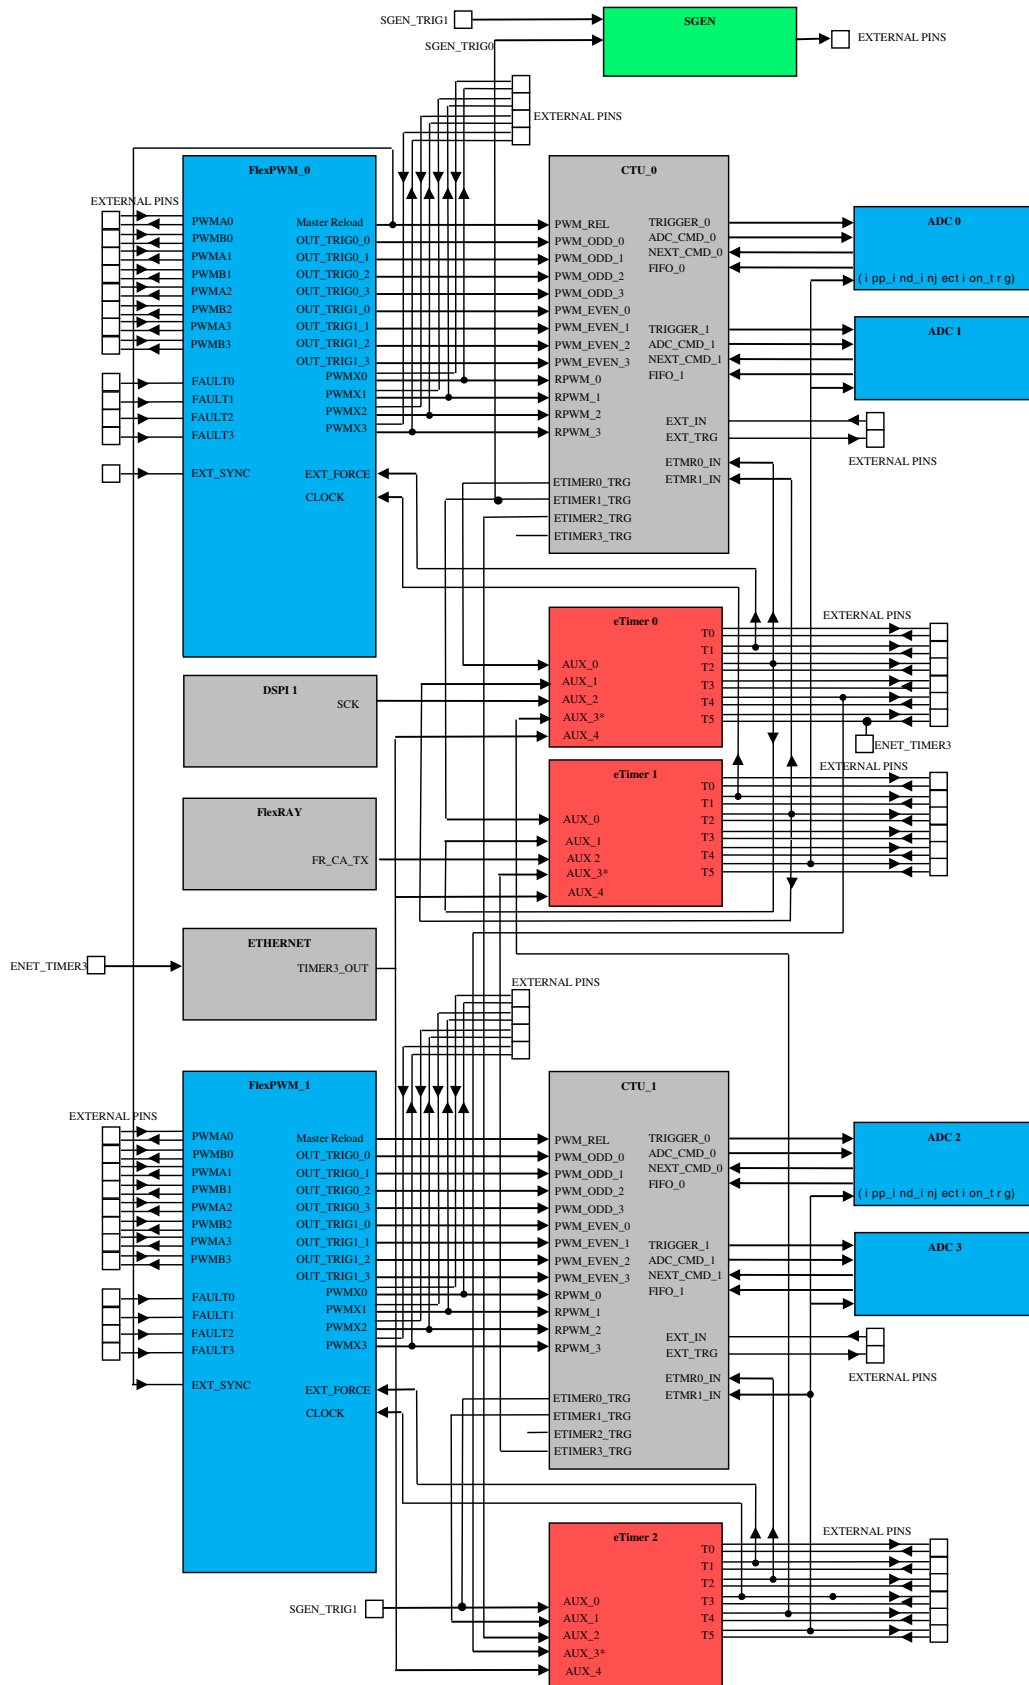 SGEN_TRIG1
SGEN
EXTERNAL PINS
SGEN_TRIG0
EXTERNAL PINS
FlexPWM_0
EXTERNAL PINS
PWMA0
PWMB0
PWMA1
PWMB1
PWMA2
PWMB2
PWMA3
PWMB3
FAULT0
FAULT1
FAULT2
FAULT3
EXT_SYNC
Master Reload
OUT_TRIG0_0
OUT_TRIG0_1
OUT_TRIG0_2
OUT_TRIG0_3
OUT_TRIG1_0
OUT_TRIG1_1
OUT_TRIG1_2
OUT_TRIG1_3
PWMX0
PWMX1
PWMX2
PWMX3
EXT_FORCE
CLOCK
CTU_0
PWM_REL
PWM_ODD_0
PWM_ODD_1
PWM_ODD_2
PWM_ODD_3
PWM_EVEN_0
PWM_EVEN_1
PWM_EVEN_2
PWM_EVEN_3
RPWM_0
RPWM_1
RPWM_2
RPWM_3
ETIMER0_TRG
ETIMER1_TRG
ETIMER2_TRG
ETIMER3_TRG
TRIGGER_0
ADC_CMD_0
NEXT_CMD_0
FIFO_0
TRIGGER_1
ADC_CMD_1
NEXT_CMD_1
FIFO_1
EXT_IN
EXT_TRG
ETMR0_IN
ETMR1_IN
ADC 0
(ipp_ind_injection_trg)
ADC 1
EXTERNAL PINS
eTimer 0
AUX_0
AUX_1
AUX_2
AUX_3*
AUX_4
T0
T1
T2
T3
T4
T5
EXTERNAL PINS
ENET_TIMER3
DSPI 1
SCK
eTimer 1
AUX_0
AUX_1
AUX 2
AUX_3*
AUX_4
T0
T1
T2
T3
T4
T5
EXTERNAL PINS
FlexRAY
FR_CA_TX
ETHERNET
TIMER3_OUT
ENET_TIMER3
EXTERNAL PINS
FlexPWM_1
EXTERNAL PINS
PWMA0
PWMB0
PWMA1
PWMB1
PWMA2
PWMB2
PWMA3
PWMB3
FAULT0
FAULT1
FAULT2
FAULT3
EXT_SYNC
Master Reload
OUT_TRIG0_0
OUT_TRIG0_1
OUT_TRIG0_2
OUT_TRIG0_3
OUT_TRIG1_0
OUT_TRIG1_1
OUT_TRIG1_2
OUT_TRIG1_3
PWMX0
PWMX1
PWMX2
PWMX3
EXT_FORCE
CLOCK
CTU_1
PWM_REL
PWM_ODD_0
PWM_ODD_1
PWM_ODD_2
PWM_ODD_3
PWM_EVEN_0
PWM_EVEN_1
PWM_EVEN_2
PWM_EVEN_3
RPWM_0
RPWM_1
RPWM_2
RPWM_3
ETIMER0_TRG
ETIMER1_TRG
ETIMER2_TRG
ETIMER3_TRG
TRIGGER_0
ADC_CMD_0
NEXT_CMD_0
FIFO_0
TRIGGER_1
ADC_CMD_1
NEXT_CMD_1
FIFO_1
EXT_IN
EXT_TRG
ETMR0_IN
ETMR1_IN
ADC 2
(ipp_ind_injection_trg)
ADC 3
EXTERNAL PINS
eTimer 2
SGEN_TRIG1
AUX_0
AUX_1
AUX_2
AUX_3*
AUX_4
T0
T1
T2
T3
T4
T5
EXTERNAL PINS